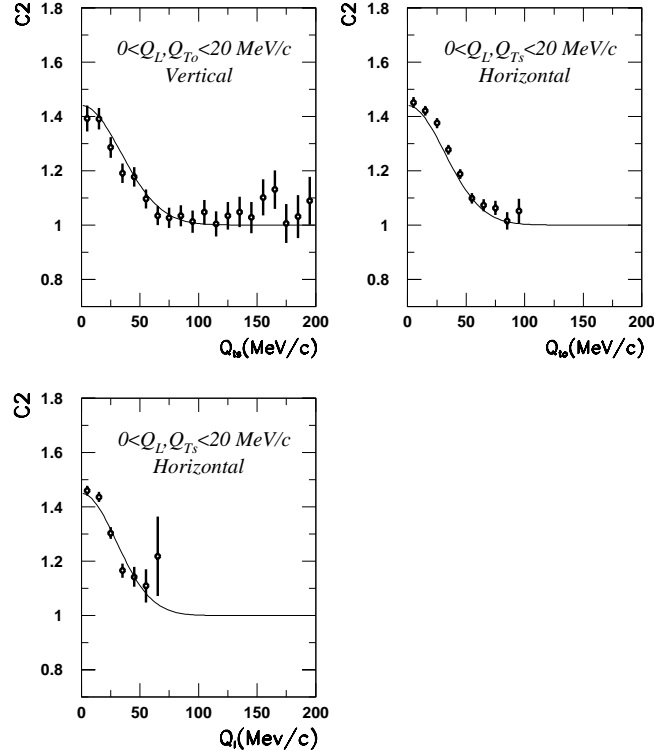 C2
1.8
1.6
1.4
1.2
1
0.8
0<Q_L,Q_To<20 MeV/c
Vertical
0 50 100 150 200
Q_ts(MeV/c)
C2
1.8
1.6
1.4
1.2
1
0.8
0<Q_L,Q_Ts<20 MeV/c
Horizontal
0 50 100 150 200
Q_to(MeV/c)
C2
1.8
1.6
1.4
1.2
1
0.8
0<Q_L,Q_Ts<20 MeV/c
Horizontal
0 50 100 150 200
Q_l(Mev/c)